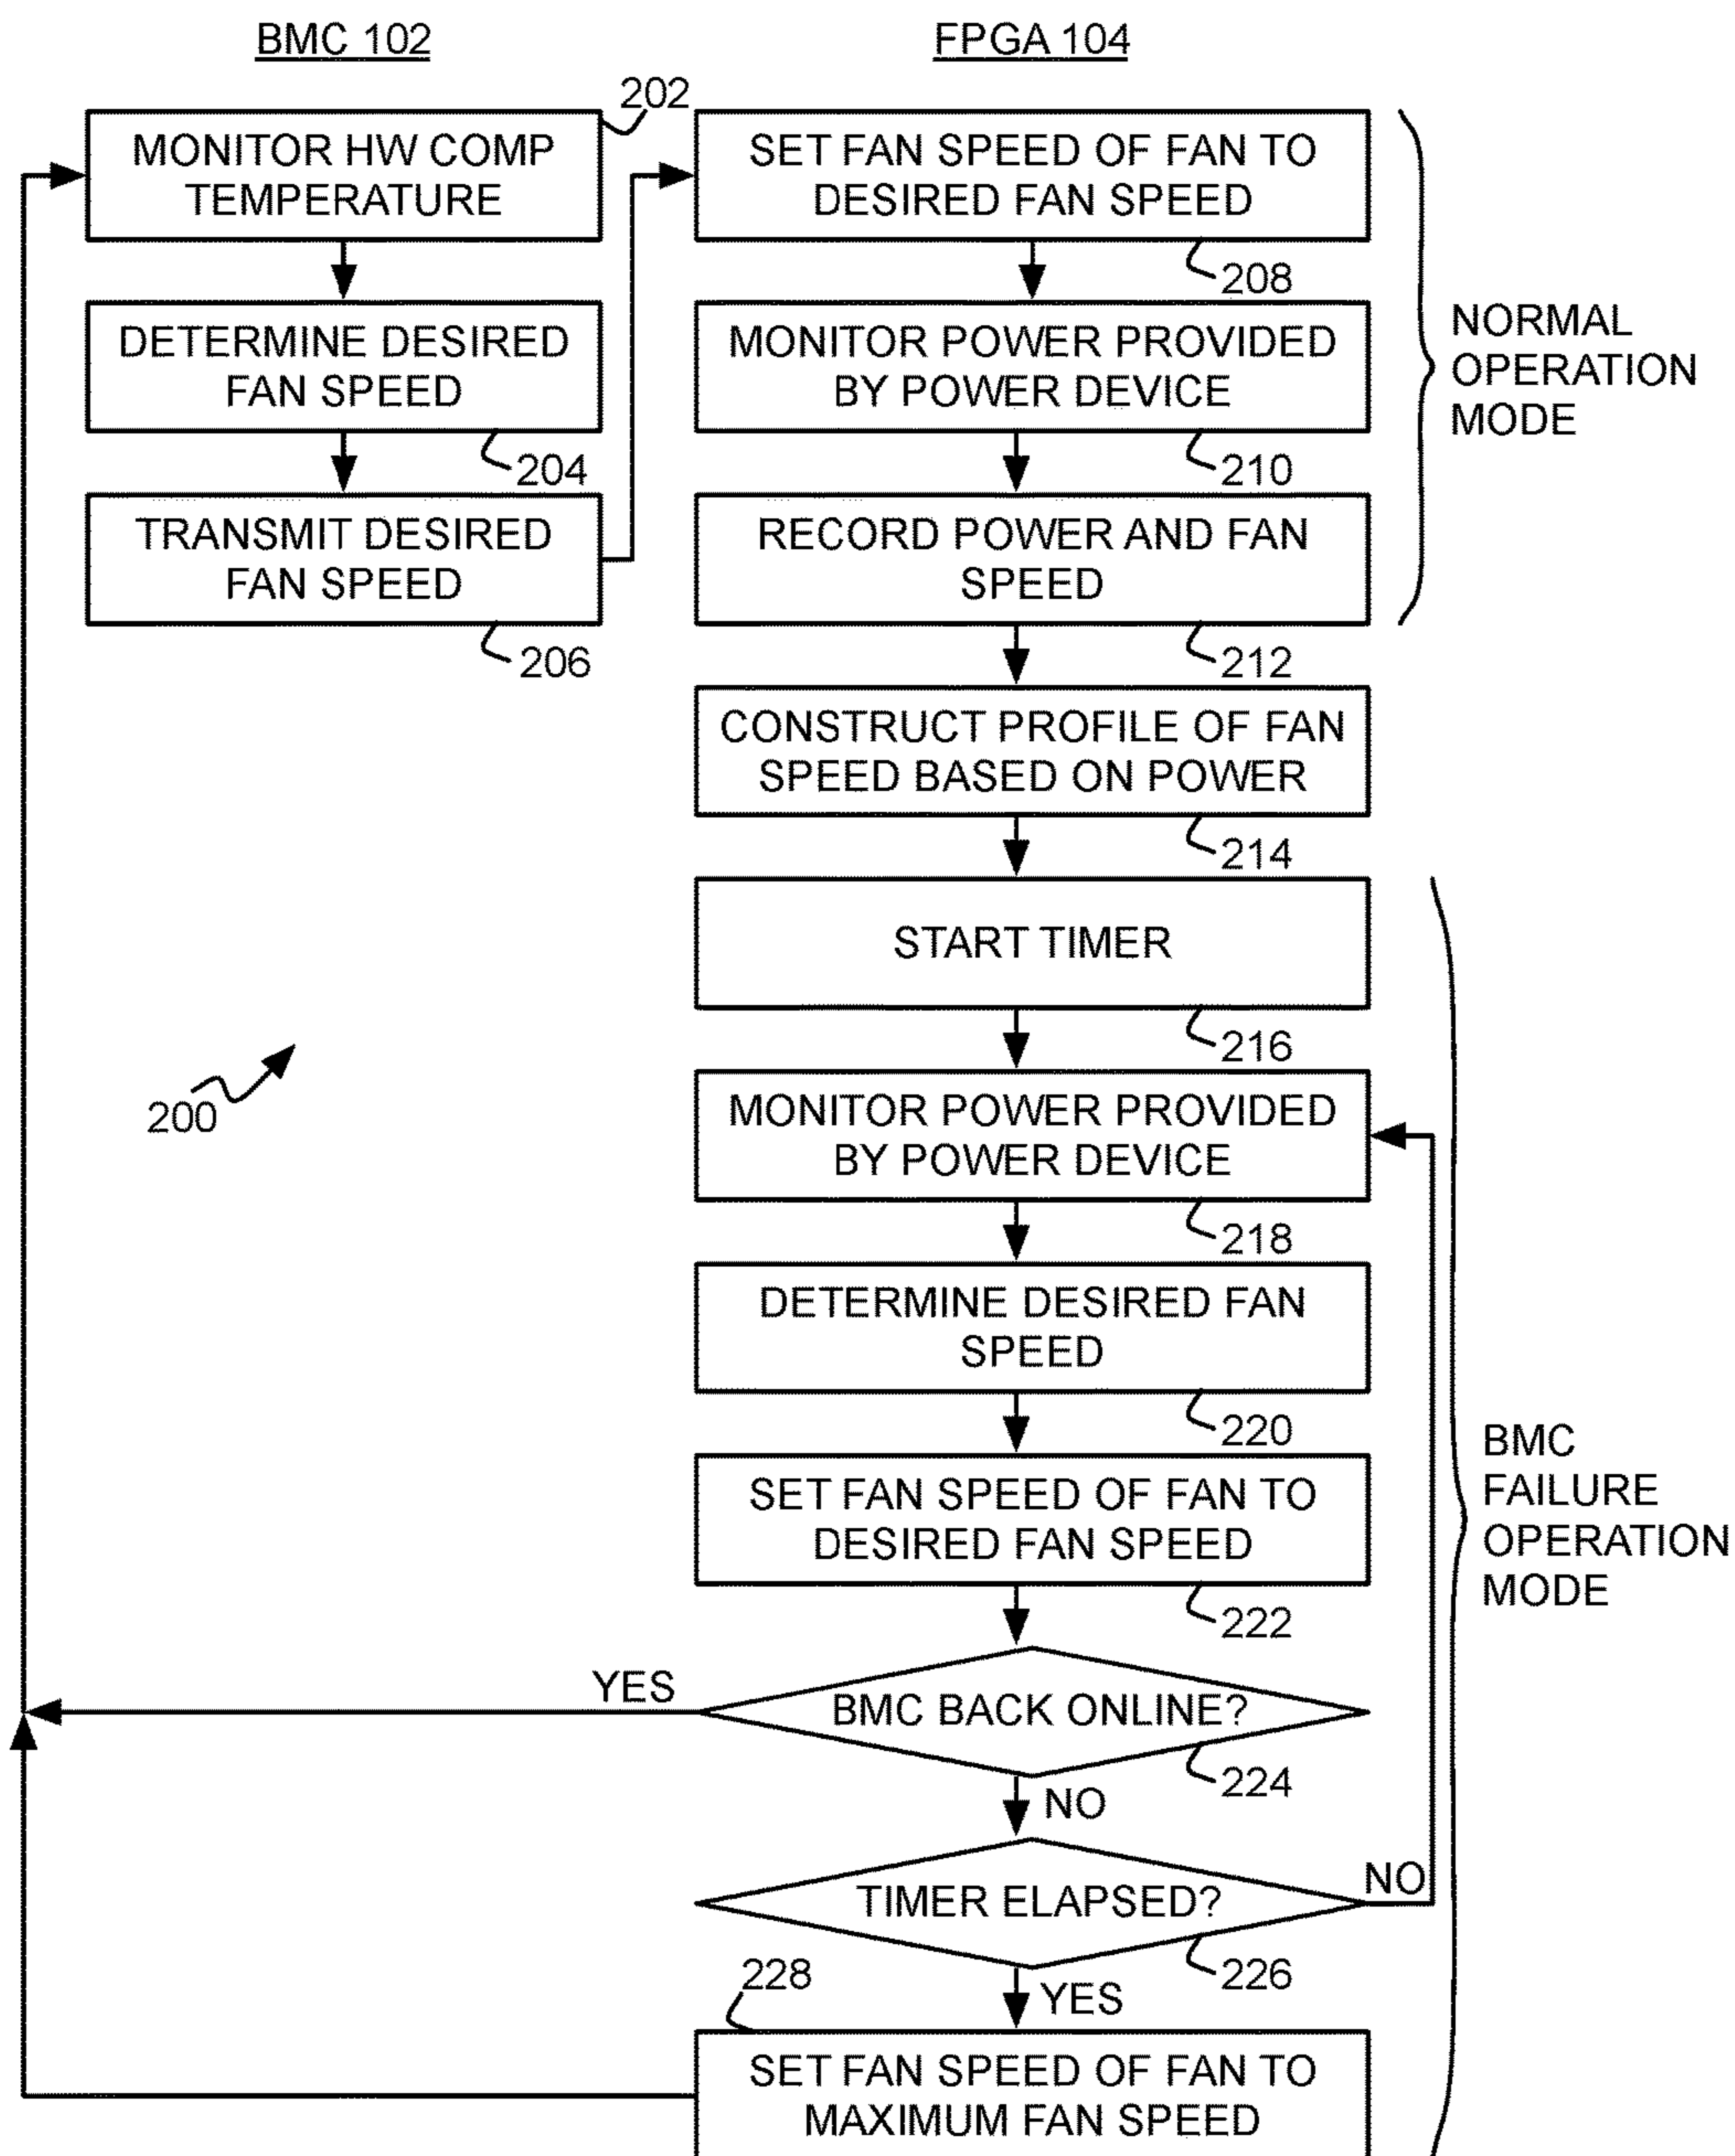 BMC 102
FPGA 104
202
MONITOR HW COMP
TEMPERATURE
DETERMINE DESIRED
FAN SPEED
204
TRANSMIT DESIRED
FAN SPEED
206
SET FAN SPEED OF FAN TO
DESIRED FAN SPEED
208
MONITOR POWER PROVIDED
BY POWER DEVICE
210
RECORD POWER AND FAN
SPEED
212
NORMAL
OPERATION
MODE
CONSTRUCT PROFILE OF FAN
SPEED BASED ON POWER
214
START TIMER
216
200
MONITOR POWER PROVIDED
BY POWER DEVICE
218
DETERMINE DESIRED FAN
SPEED
220
SET FAN SPEED OF FAN TO
DESIRED FAN SPEED
222
BMC
FAILURE
OPERATION
MODE
YES
BMC BACK ONLINE?
224
NO
TIMER ELAPSED?
NO
226
228
YES
SET FAN SPEED OF FAN TO
MAXIMUM FAN SPEED